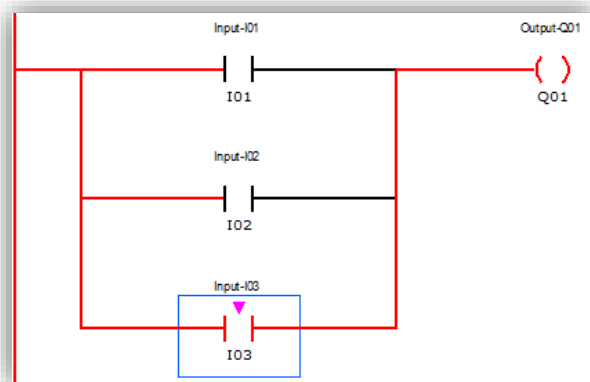 Input-I01
Output-Q01
I01
Q01
Input-I02
I02
Input-I03
I03